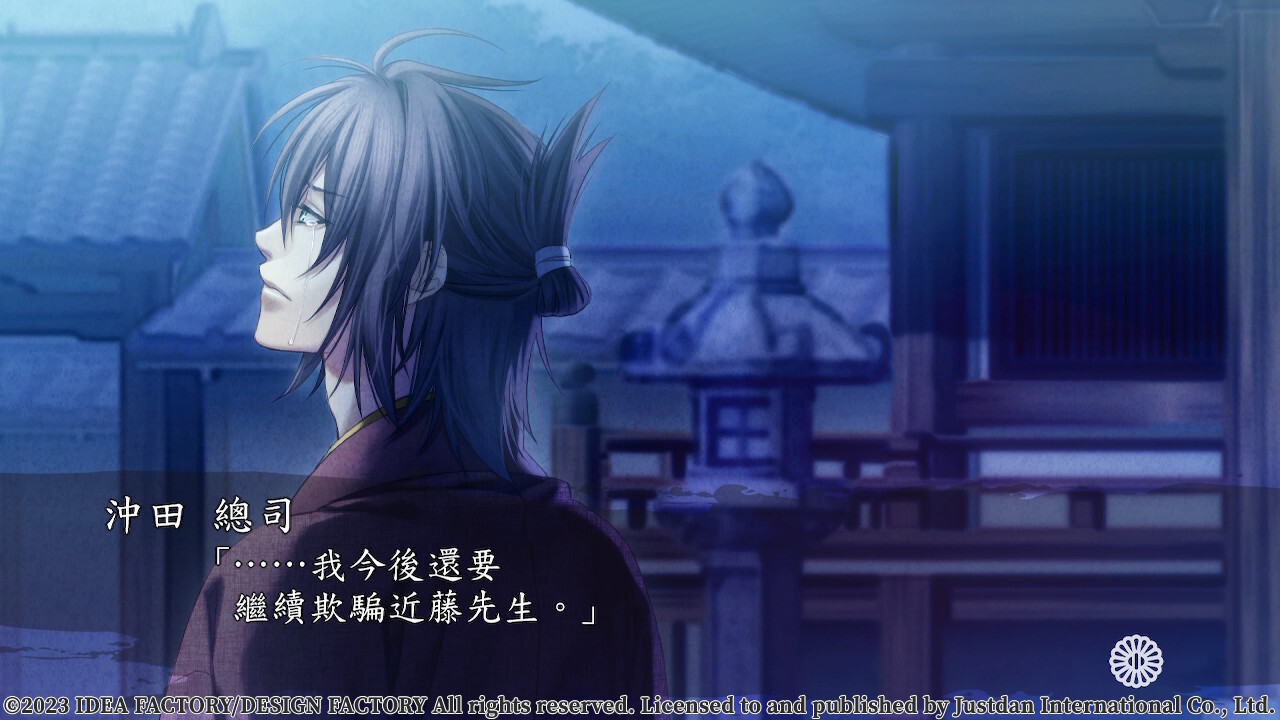 沖田 總司
「……我今後還要
繼續欺騙近藤先生。」
©2023 IDEA FACTORY/DESIGN FACTORY All rights reserved. Licensed to and published by Justdan International Co., Ltd.